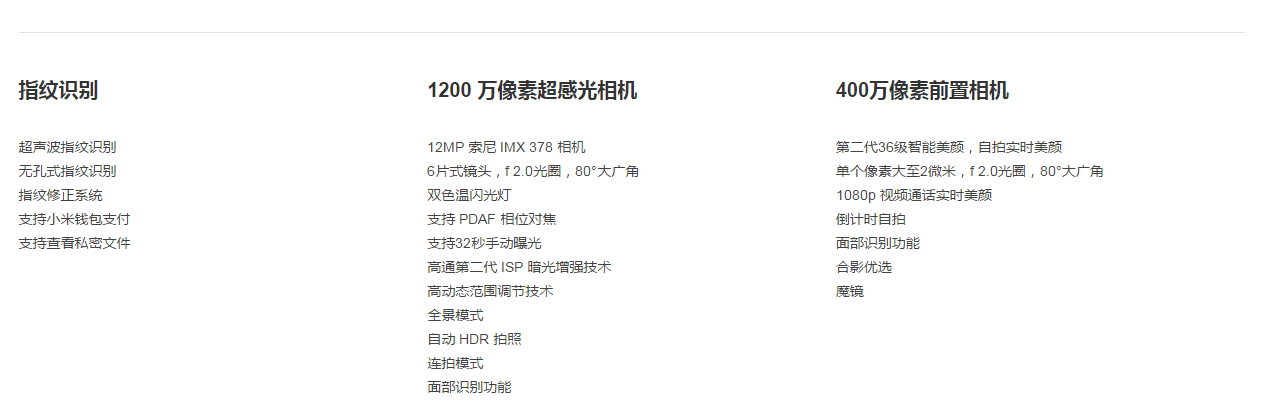 指纹识别
超声波指纹识别
无孔式指纹识别
指纹修正系统
支持小米钱包支付
支持查看私密文件
1200 万像素超感光相机
12MP 索尼 IMX 378 相机
6片式镜头，f 2.0光圈，80°大广角
双色温闪光灯
支持 PDAF 相位对焦
支持32秒手动曝光
高通第二代 ISP 暗光增强技术
高动态范围调节技术
全景模式
自动 HDR 拍照
连拍模式
面部识别功能
400万像素前置相机
第二代36级智能美颜，自拍实时美颜
单个像素大至2微米，f 2.0光圈，80°大广角
1080p 视频通话实时美颜
倒计时自拍
面部识别功能
合影优选
魔镜